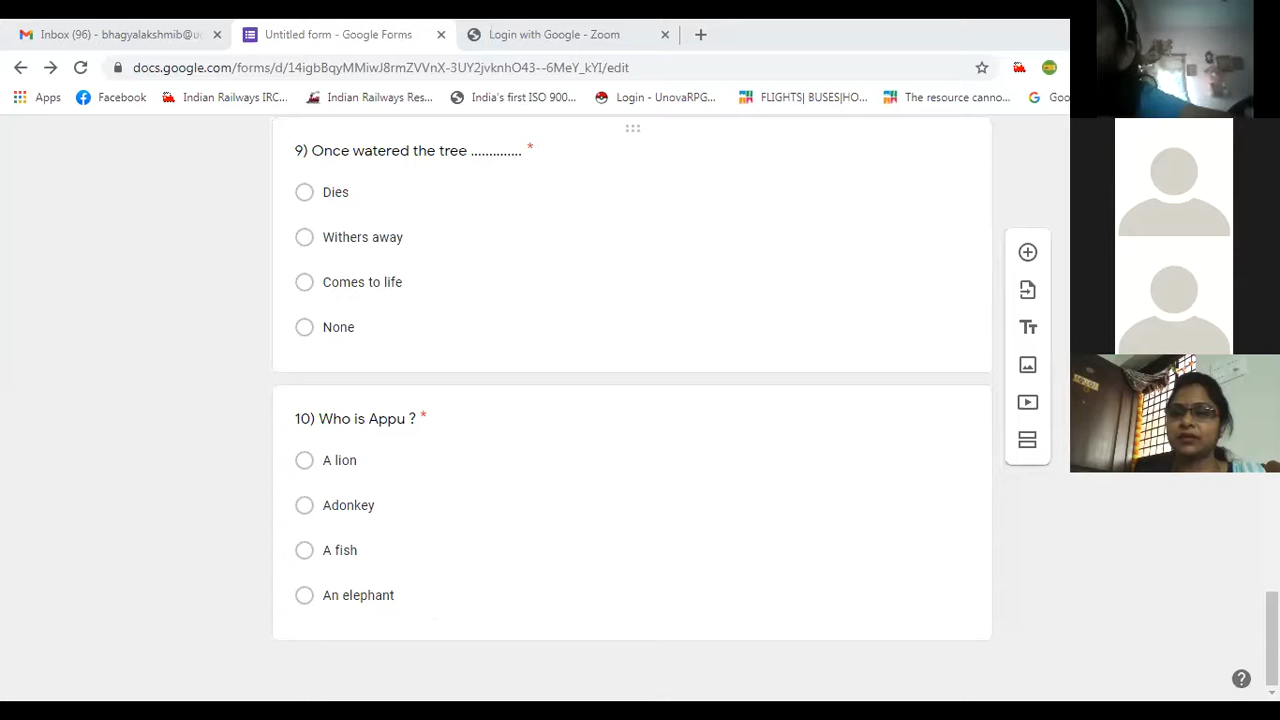 Inbox (96) - bhagyalakshmib@u
Untitled form - Google Forms
Login with Google - Zoom
docs.google.com/forms/d/14igbBqyMMiwJ8rmZVVnX-3UY2jvknhO43--6MeY_kYI/edit
Apps
Facebook
Indian Railways IRC...
Indian Railways Res...
India's first ISO 900...
Login - UnovaRPG...
FLIGHTS| BUSES|HO...
The resource canno...
Goo
9) Once watered the tree .............. *
Dies
Withers away
Comes to life
None
10) Who is Appu ? *
A lion
Adonkey
A fish
An elephant